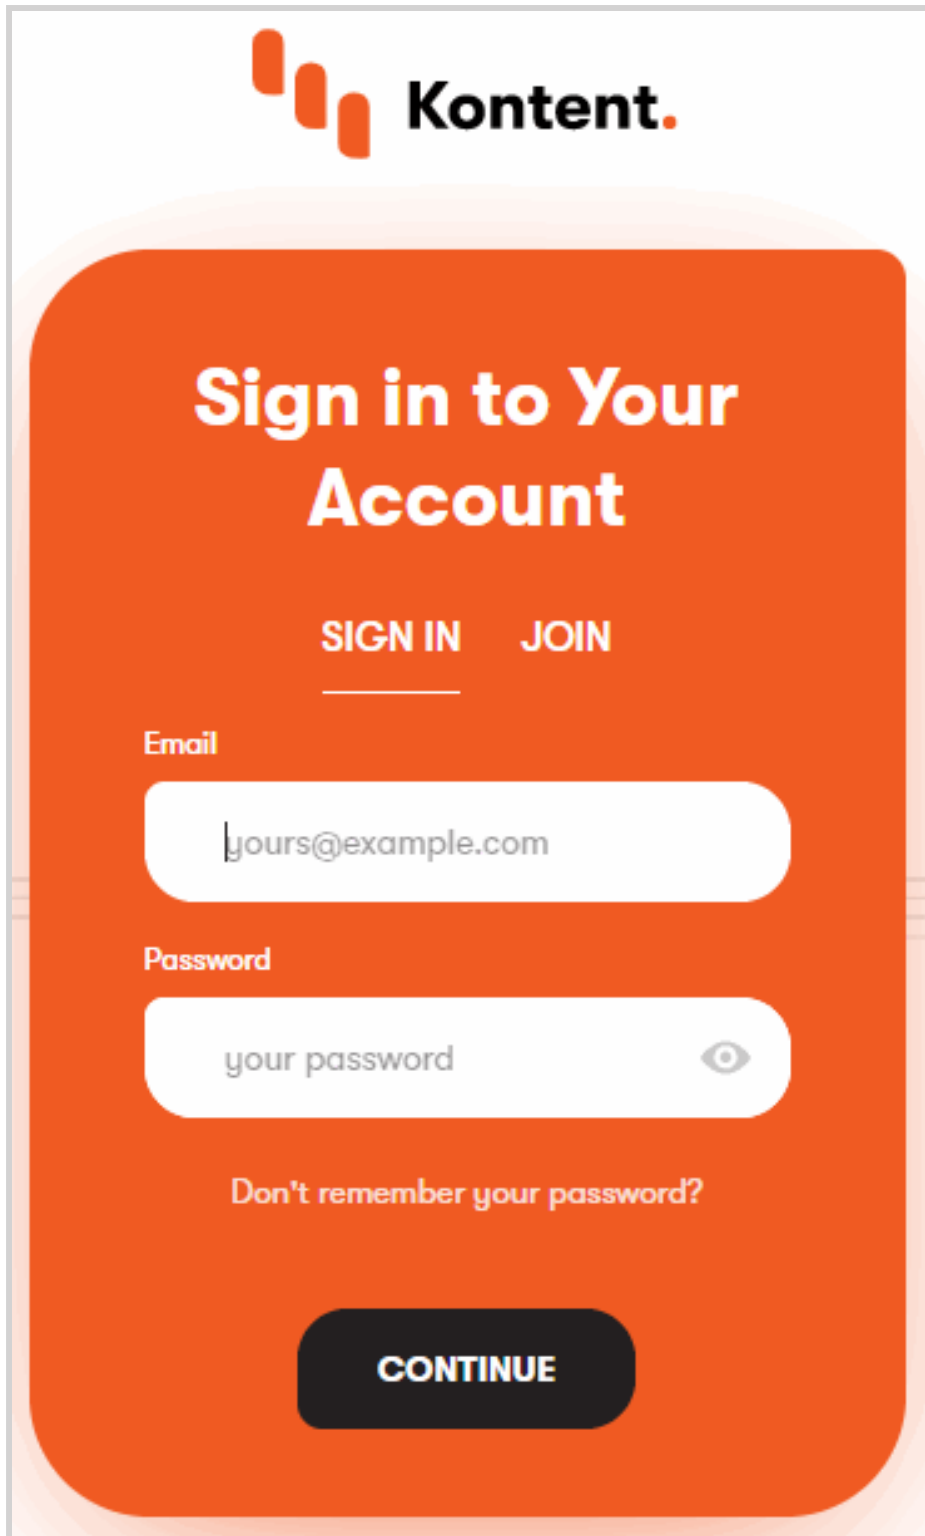 Kontent.
Sign in to Your
Account
SIGN IN JOIN
Email
yours@example.com
Password
your password
Don't remember your password?
CONTINUE